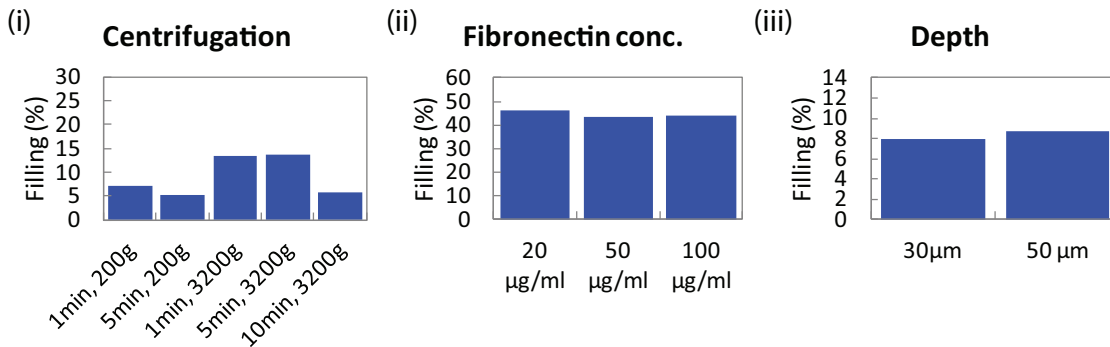 (i)
Centrifugation
Filling (%)
30
25
20
15
10
5
0
1min, 200g
5min, 200g
1min, 3200g
5min, 3200g
10min, 3200g
(ii)
Fibronectin conc.
Filling (%)
60
50
40
30
20
10
0
20
µg/ml
50
µg/ml
100
µg/ml
(iii)
Depth
Filling (%)
14
12
10
8
6
4
2
0
30µm
50 µm